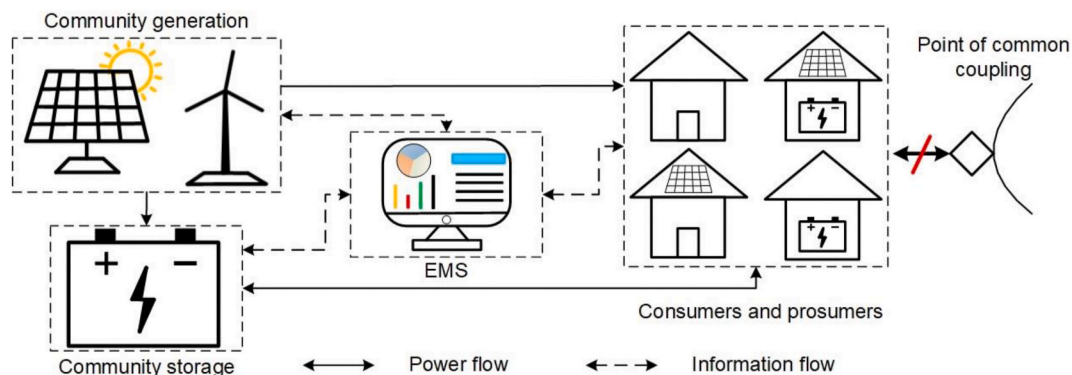 Community generation
Point of common
coupling
EMS
Consumers and prosumers
Community storage
Power flow
Information flow